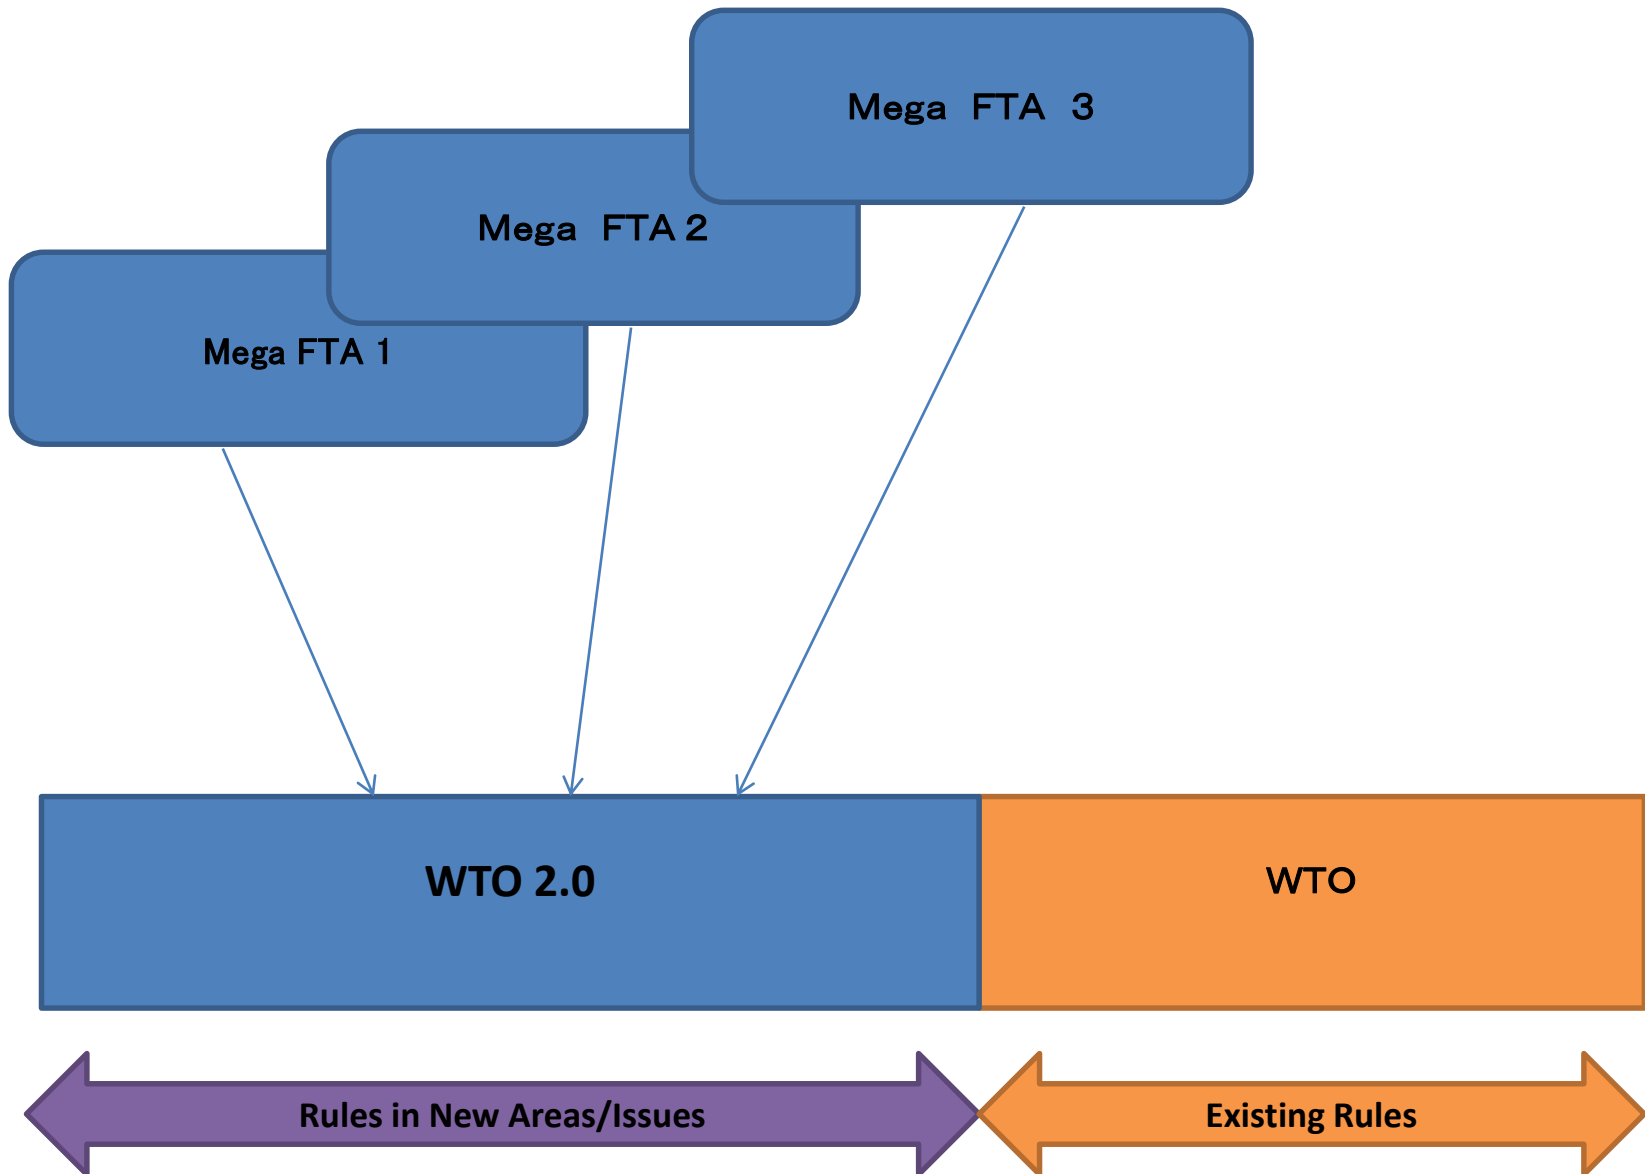 Mega FTA 3
Mega FTA 2
Mega FTA 1
WTO 2.0
WTO
Rules in New Areas/Issues
Existing Rules